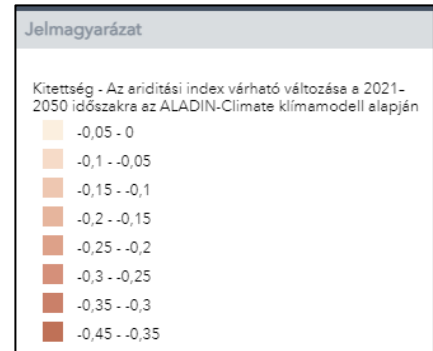 Jelmagyarázat
Kitettség - Az ariditási index várható változása a 2021–
2050 időszakra az ALADIN-Climate klímamodell alapján
-0,05 - 0
-0,1 - -0,05
-0,15 - -0,1
-0,2 - -0,15
-0,25 - -0,2
-0,3 - -0,25
-0,35 - -0,3
-0,45 - -0,35